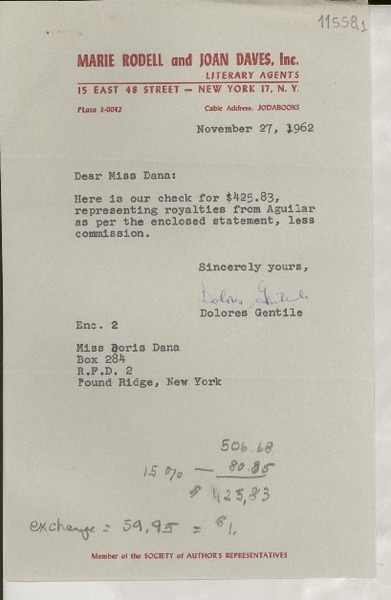 115581
MARIE RODELL and JOAN DAVES, Inc.
LITERARY AGENTS
15 EAST 48 STREET — NEW YORK 17, N. Y.
PLaza 3-0042 Cable Address: JODABOOKS
November 27, 1962
Dear Miss Dana:
Here is our check for $425.83,
representing royalties from Aguilar
as per the enclosed statement, less
commission.
Sincerely yours,
Dolores Gentile
Dolores Gentile
Enc. 2
Miss Doris Dana
Box 284
R.F.D. 2
Pound Ridge, New York
506.68
15% — 80.85
$ 425,83
exchange = 59.95 = $1.
Member of the SOCIETY of AUTHOR'S REPRESENTATIVES